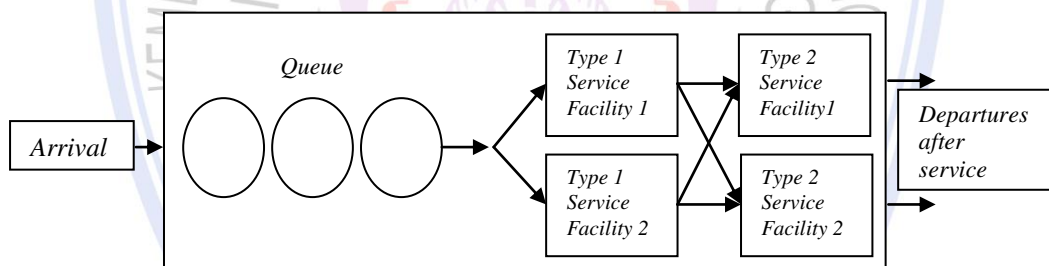 Arrival
Queue
Type 1
Service
Facility 1
Type 2
Service
Facility1
Type 1
Service
Facility 2
Type 2
Service
Facility 2
Departures
after
service